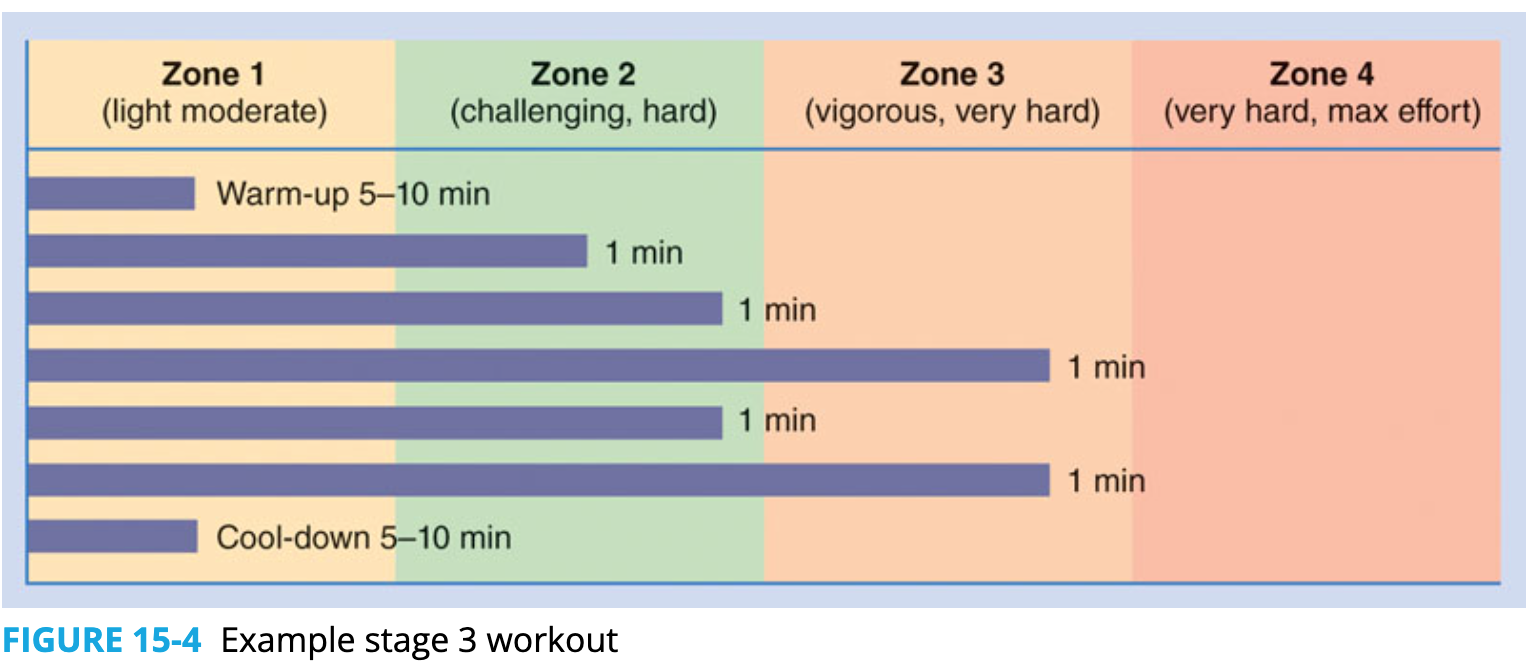 Zone 1
(light moderate)
Zone 2
(challenging, hard)
Zone 3
(vigorous, very hard)
Zone 4
(very hard, max effort)
Warm-up 5–10 min
1 min
1 min
1 min
1 min
1 min
Cool-down 5–10 min
FIGURE 15-4 Example stage 3 workout